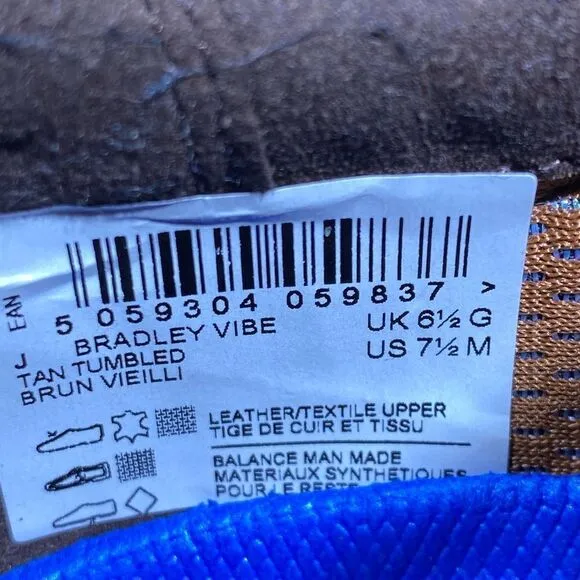 EAN
5 059304 059837 >
J BRADLEY VIBE UK 6½ G
TAN TUMBLED US 7½ M
BRUN VIEILLI
LEATHER/TEXTILE UPPER
TIGE DE CUIR ET TISSU
BALANCE MAN MADE
MATERIAUX SYNTHETIQUES
POUR LE RESTE